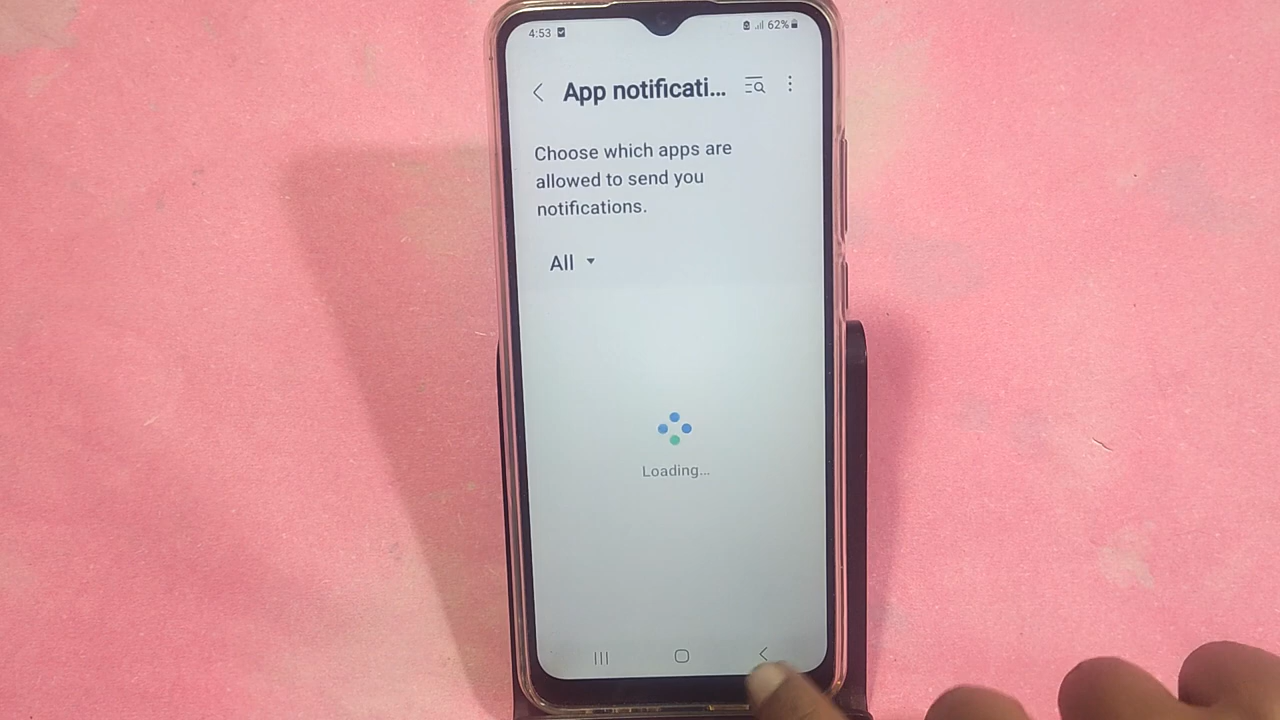 4:53
62%
App notificati...
Choose which apps are
allowed to send you
notifications.
All
Loading...